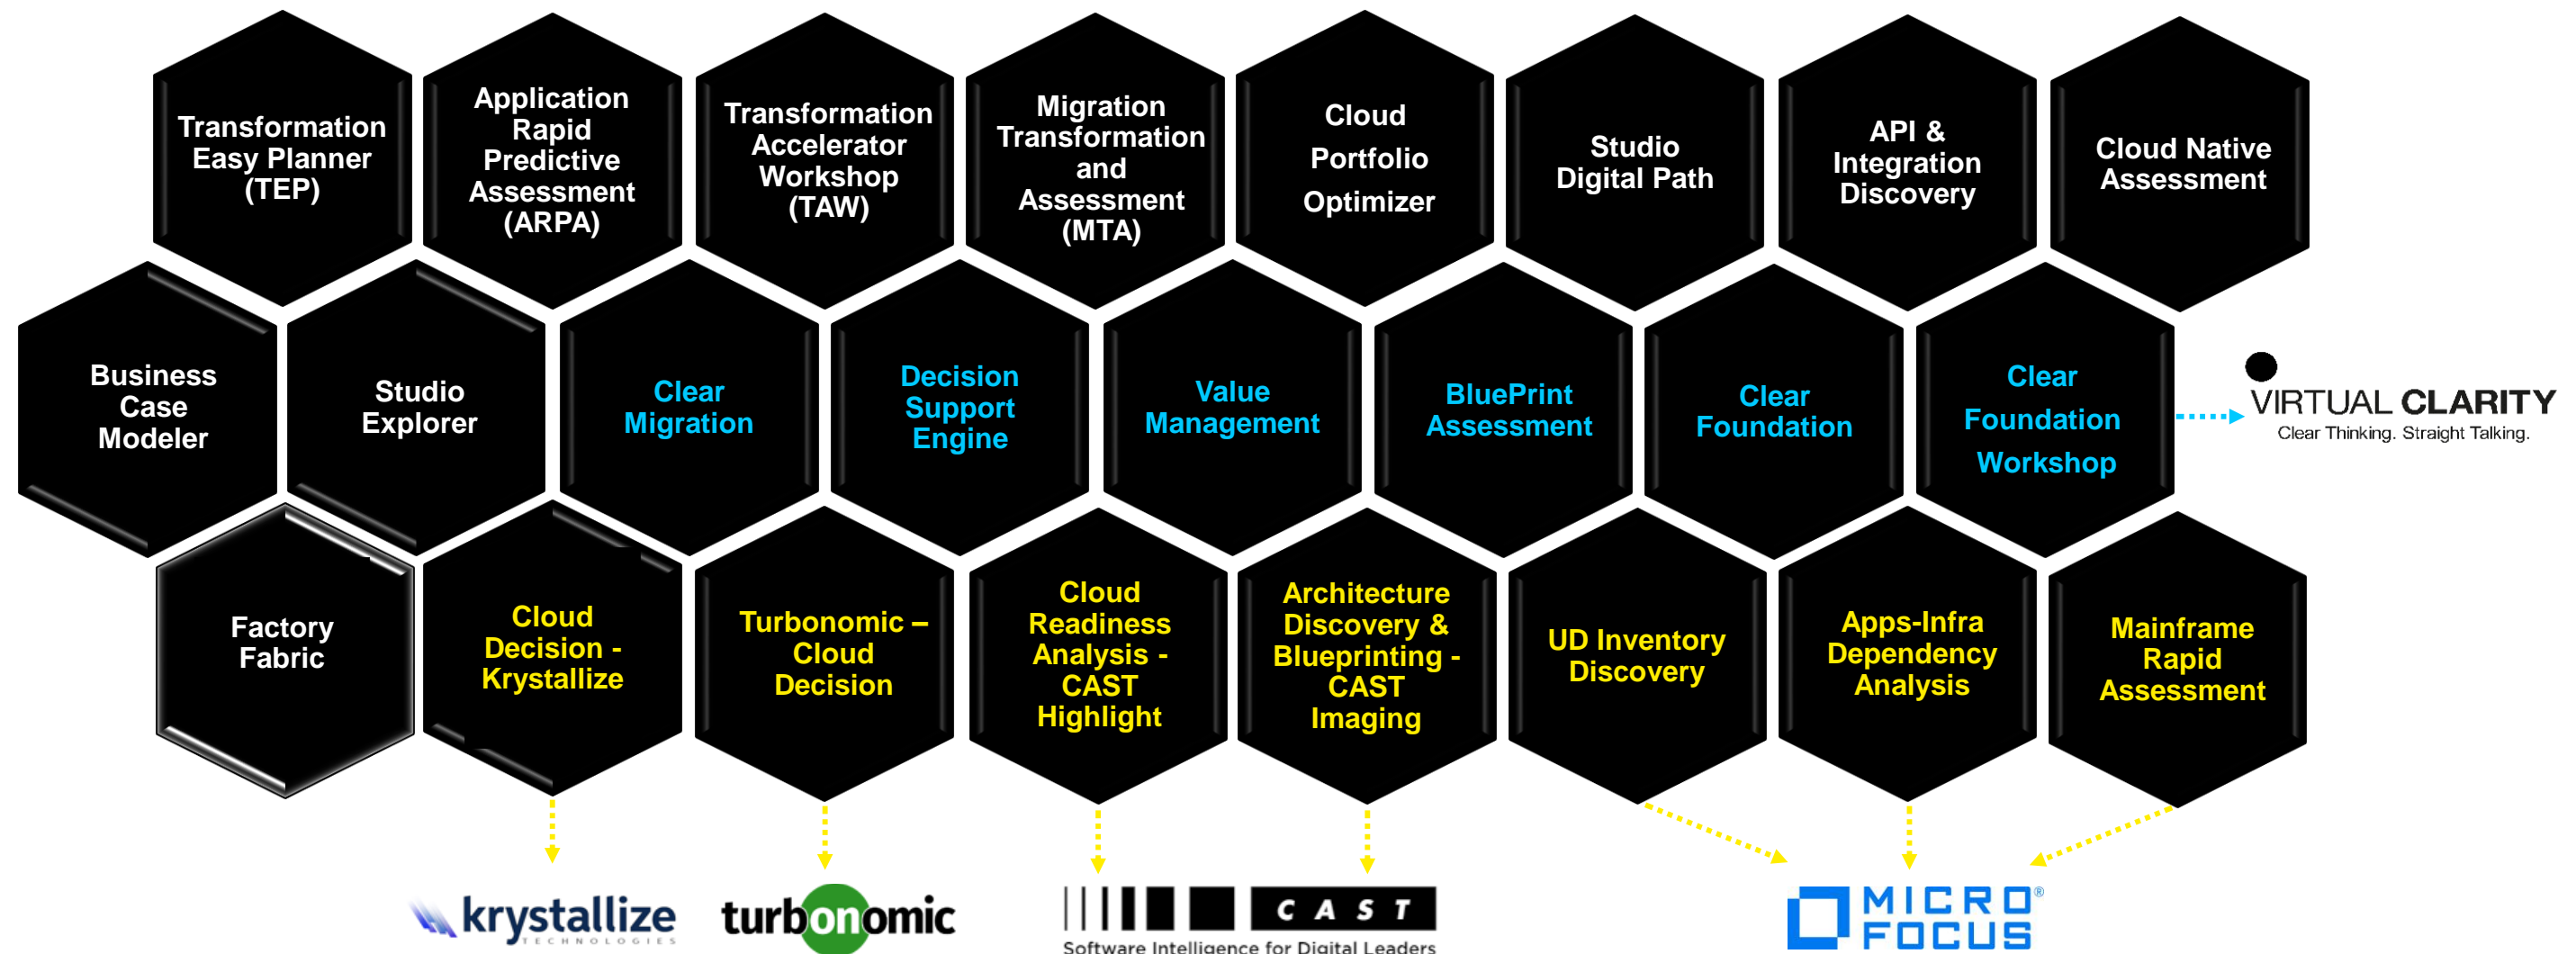 Transformation
Easy Planner
(TEP)
Application
Rapid
Predictive
Assessment
(ARPA)
Transformation
Accelerator
Workshop
(TAW)
Migration
Transformation
and
Assessment
(MTA)
Cloud
Portfolio
Optimizer
Studio
Digital Path
API &
Integration
Discovery
Cloud Native
Assessment
Business
Case
Modeler
Studio
Explorer
Clear
Migration
Decision
Support
Engine
Value
Management
BluePrint
Assessment
Clear
Foundation
Clear
Foundation
Workshop
VIRTUAL CLARITY
Clear Thinking. Straight Talking.
Factory
Fabric
Cloud
Decision -
Krystallize
Turbonomic –
Cloud
Decision
Cloud
Readiness
Analysis -
CAST
Highlight
Architecture
Discovery &
Blueprinting -
CAST
Imaging
UD Inventory
Discovery
Apps-Infra
Dependency
Analysis
Mainframe
Rapid
Assessment
krystallize
TECHNOLOGIES
turbonomic
CAST
Software Intelligence for Digital Leaders
MICRO®
FOCUS